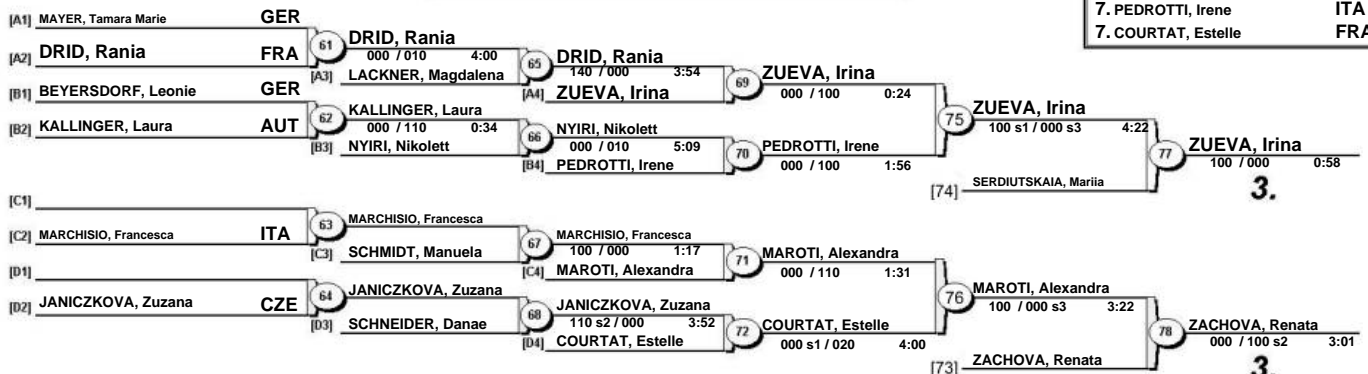 7. PEDROTTI, Irene ITA
7. COURTAT, Estelle FRA
[A1] MAYER, Tamara Marie GER
[A2] DRID, Rania FRA
61 DRID, Rania
000 / 010 4:00
[A3] LACKNER, Magdalena
65 DRID, Rania
140 / 000 3:54
[A4] ZUEVA, Irina
69 ZUEVA, Irina
000 / 100 0:24
[B1] BEYERSDORF, Leonie GER
[B2] KALLINGER, Laura AUT
62 KALLINGER, Laura
000 / 110 0:34
[B3] NYIRI, Nikolett
66 NYIRI, Nikolett
000 / 010 5:09
[B4] PEDROTTI, Irene
70 PEDROTTI, Irene
000 / 100 1:56
75 ZUEVA, Irina
100 s1 / 000 s3 4:22
[74] SERDIUTSKAIA, Mariia
77 ZUEVA, Irina
100 / 000 0:58
3.
[C1]
[C2] MARCHISIO, Francesca ITA
63 MARCHISIO, Francesca
[C3] SCHMIDT, Manuela
67 MARCHISIO, Francesca
100 / 000 1:17
[C4] MAROTI, Alexandra
71 MAROTI, Alexandra
000 / 110 1:31
[D1]
[D2] JANICZKOVA, Zuzana CZE
64 JANICZKOVA, Zuzana
[D3] SCHNEIDER, Danae
68 JANICZKOVA, Zuzana
110 s2 / 000 3:52
[D4] COURTAT, Estelle
72 COURTAT, Estelle
000 s1 / 020 4:00
76 MAROTI, Alexandra
100 / 000 s3 3:22
[73] ZACHOVA, Renata
78 ZACHOVA, Renata
000 / 100 s2 3:01
3.